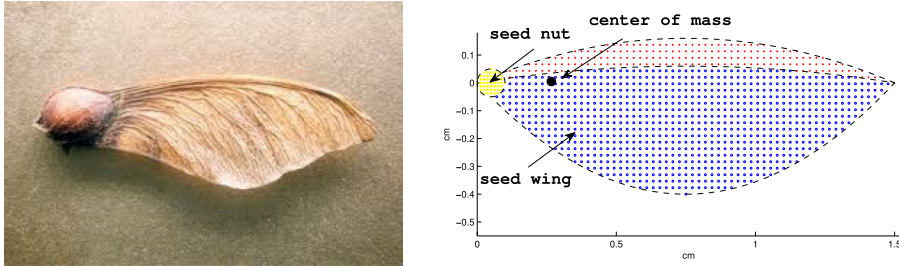 center of mass
seed nut
seed wing
0.1
0
−0.1
−0.2
−0.3
−0.4
−0.5
cm
0
0.5
1
1.5
cm